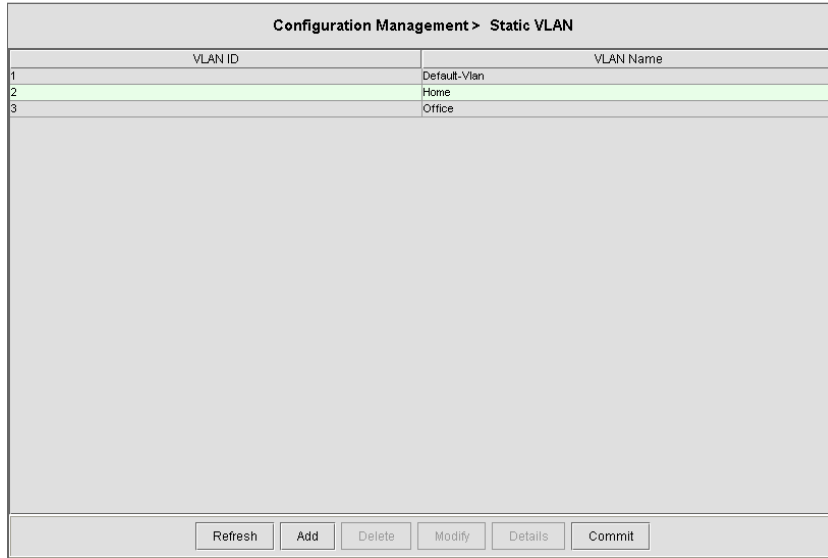 Configuration Management > Static VLAN
VLAN ID VLAN Name
1 Default-Vlan
2 Home
3 Office
Refresh Add Delete Modify Details Commit